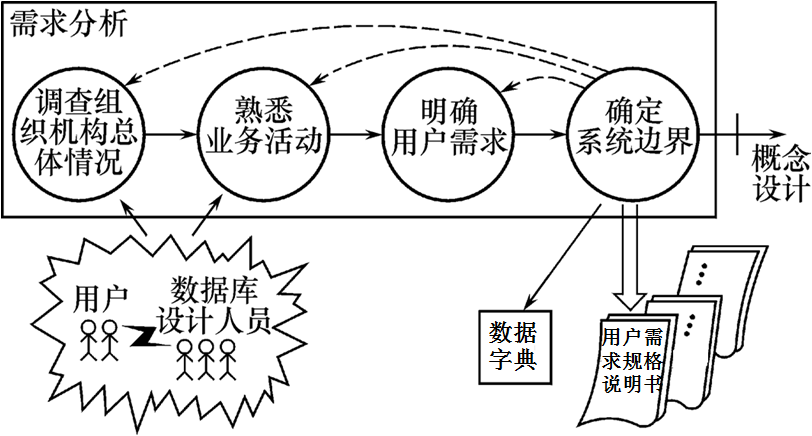 需求分析
调查组
织机构总
体情况
熟悉
业务活动
明确
用户需求
确定
系统边界
概念
设计
用户
数据库
设计人员
数据
字典
用户需
求规格
说明书